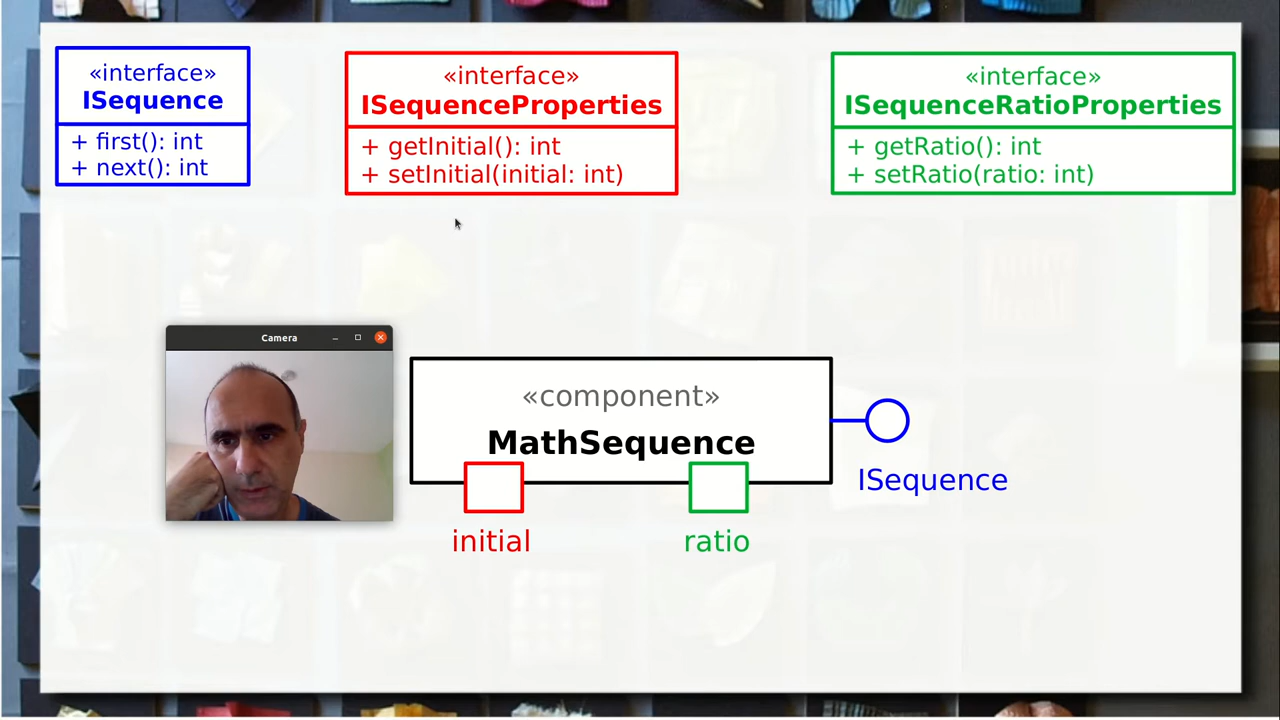 «interface»
ISequence
+ first(): int
+ next(): int
«interface»
ISequenceProperties
+ getInitial(): int
+ setInitial(initial: int)
«interface»
ISequenceRatioProperties
+ getRatio(): int
+ setRatio(ratio: int)
Camera
«component»
MathSequence
ISequence
initial
ratio